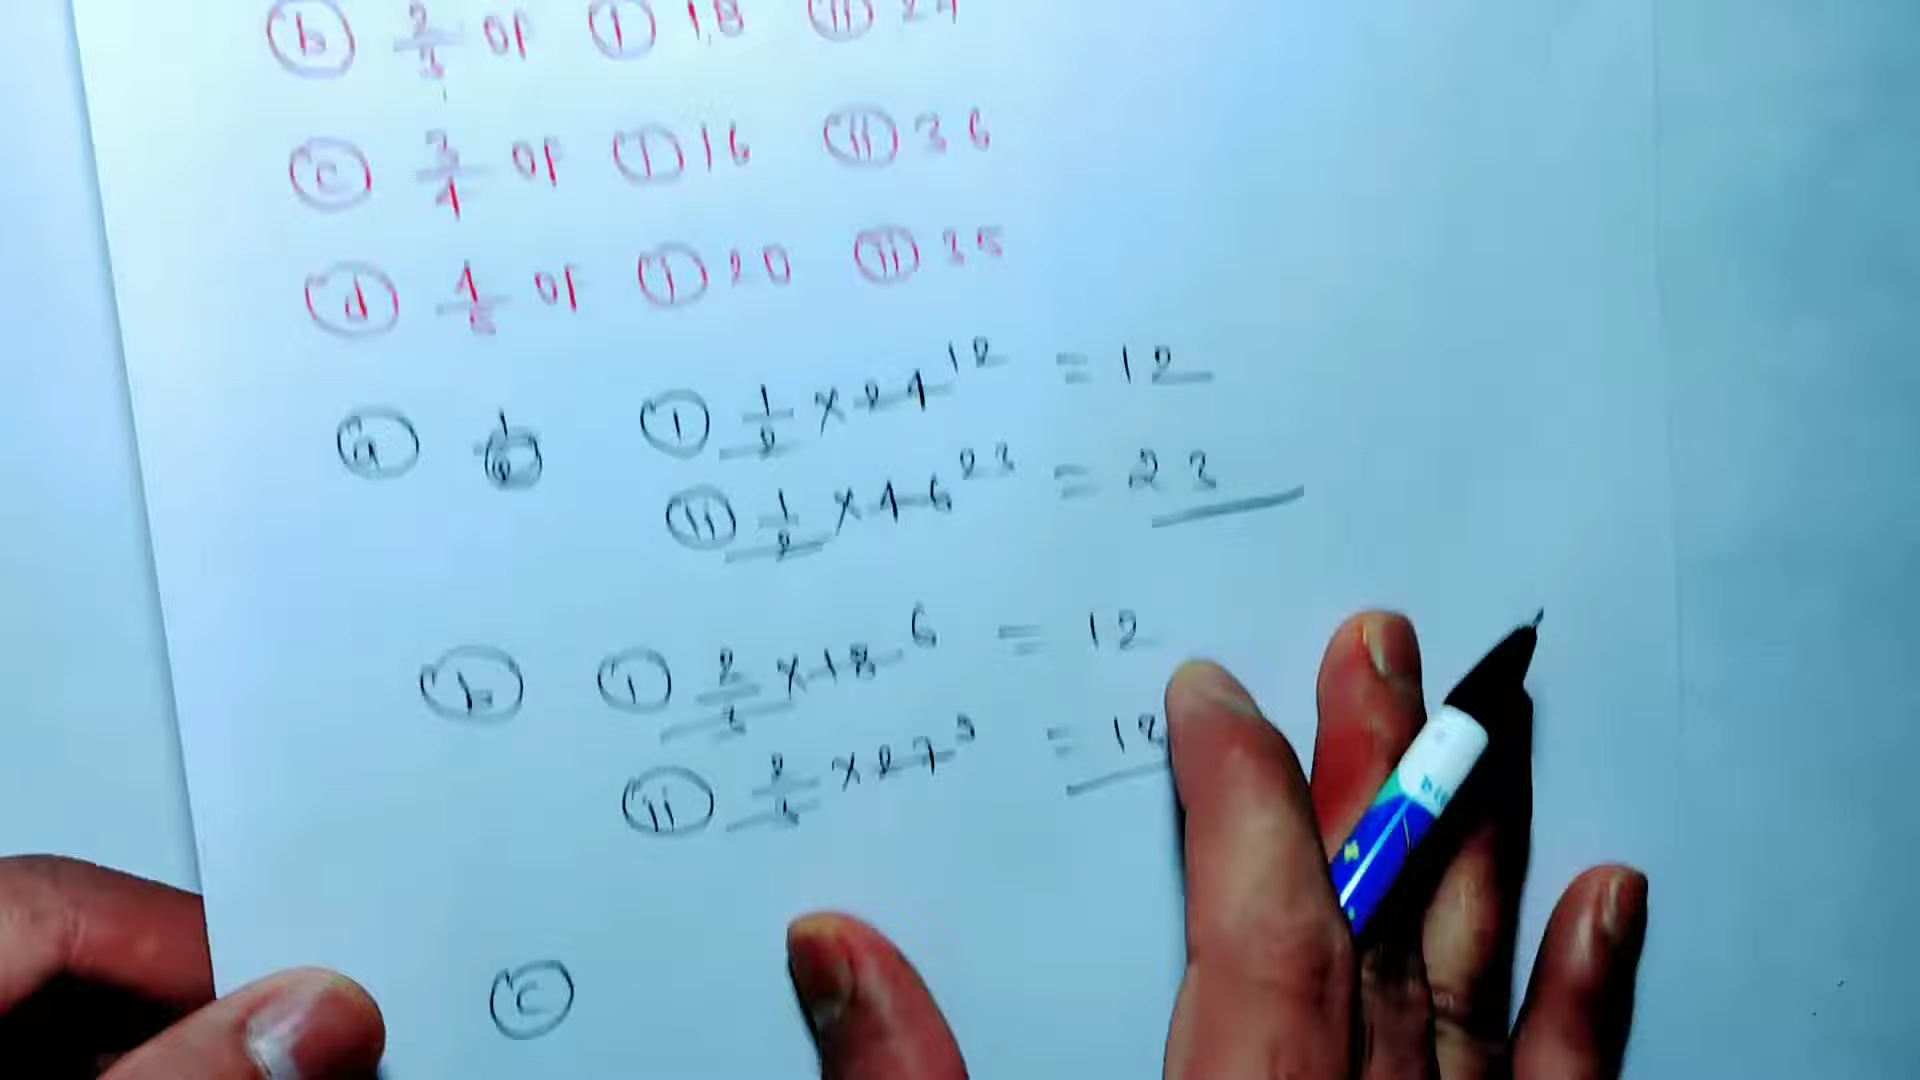 (b) 2/3 of (i) 18 (ii) 27
(c) 3/4 of (i) 16 (ii) 36
(d) 4/5 of (i) 20 (ii) 35
(a) (i) 1/2 × 24 12 = 12
(ii) 1/2 × 46 23 = 23
(b) (i) 2/3 × 18 6 = 12
(ii) 2/3 × 27 9 = 18
(c)